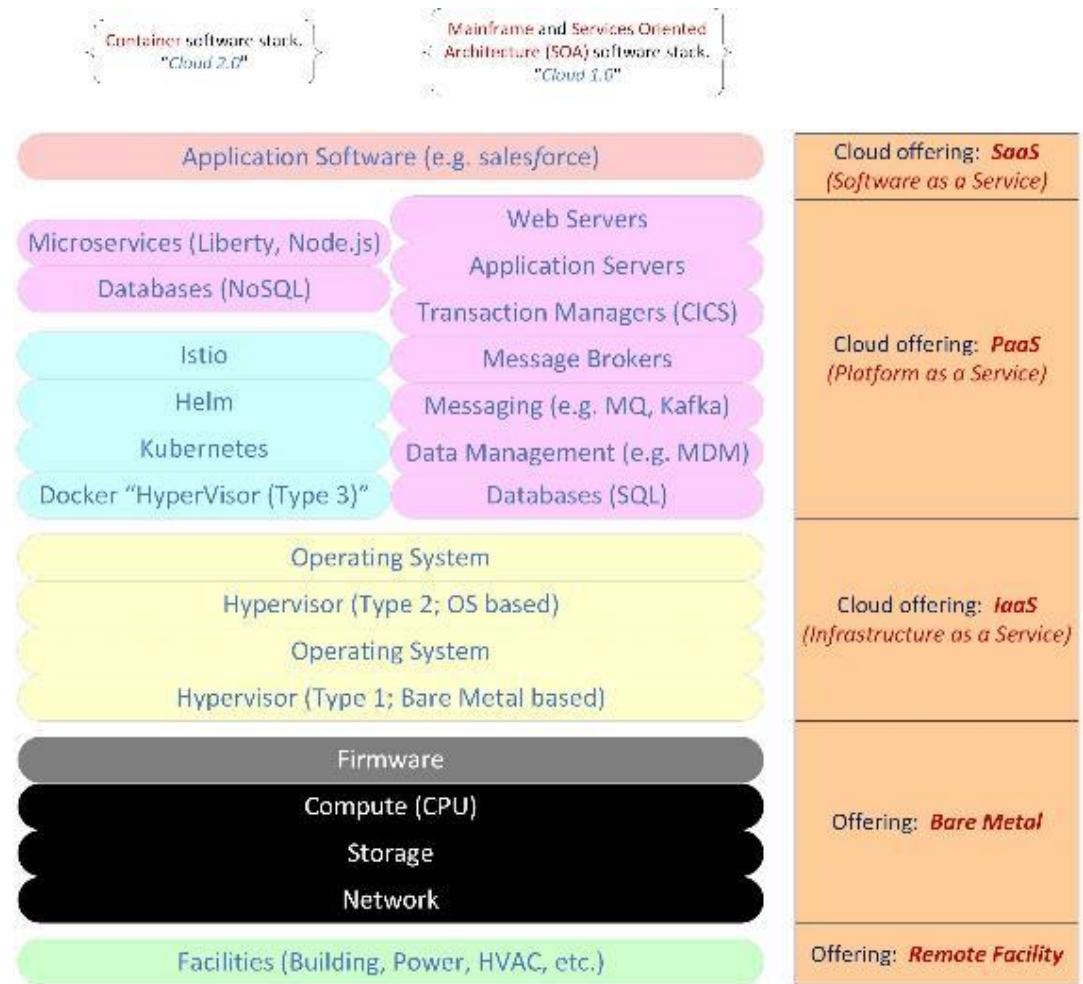 Container software stack.
"Cloud 2.0"
Mainframe and Services Oriented
Architecture (SOA) software stack.
"Cloud 1.0"
Application Software (e.g. salesforce)
Microservices (Liberty, Node.js)
Databases (NoSQL)
Istio
Helm
Kubernetes
Docker “HyperVisor (Type 3)”
Web Servers
Application Servers
Transaction Managers (CICS)
Message Brokers
Messaging (e.g. MQ, Kafka)
Data Management (e.g. MDM)
Databases (SQL)
Operating System
Hypervisor (Type 2; OS based)
Operating System
Hypervisor (Type 1; Bare Metal based)
Firmware
Compute (CPU)
Storage
Network
Facilities (Building, Power, HVAC, etc.)
Cloud offering: SaaS
(Software as a Service)
Cloud offering: PaaS
(Platform as a Service)
Cloud offering: IaaS
(Infrastructure as a Service)
Offering: Bare Metal
Offering: Remote Facility